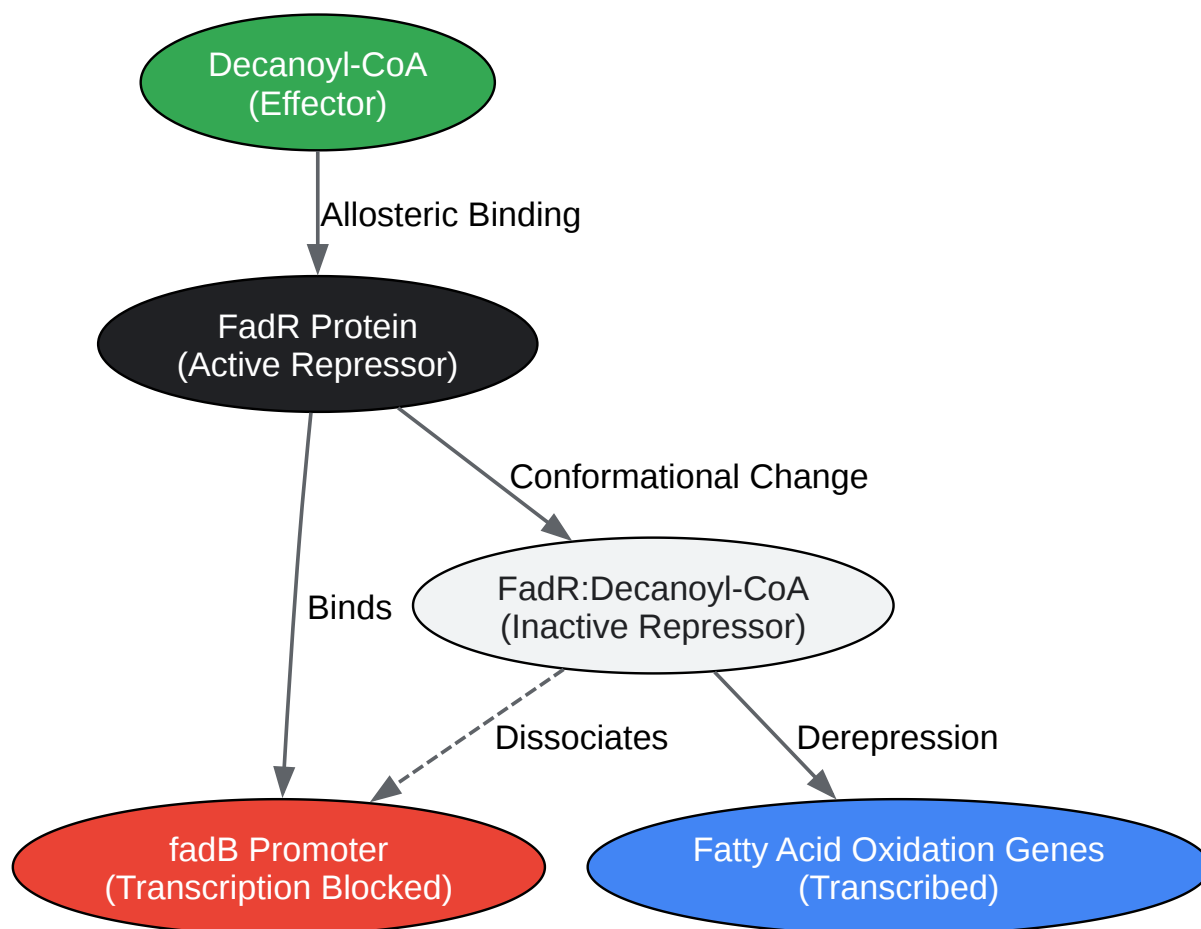 Decanoyl-CoA
(Effector)
Allosteric Binding
FadR Protein
(Active Repressor)
Conformational Change
Binds
FadR:Decanoyl-CoA
(Inactive Repressor)
Dissociates
Derepression
fadB Promoter
(Transcription Blocked)
Fatty Acid Oxidation Genes
(Transcribed)